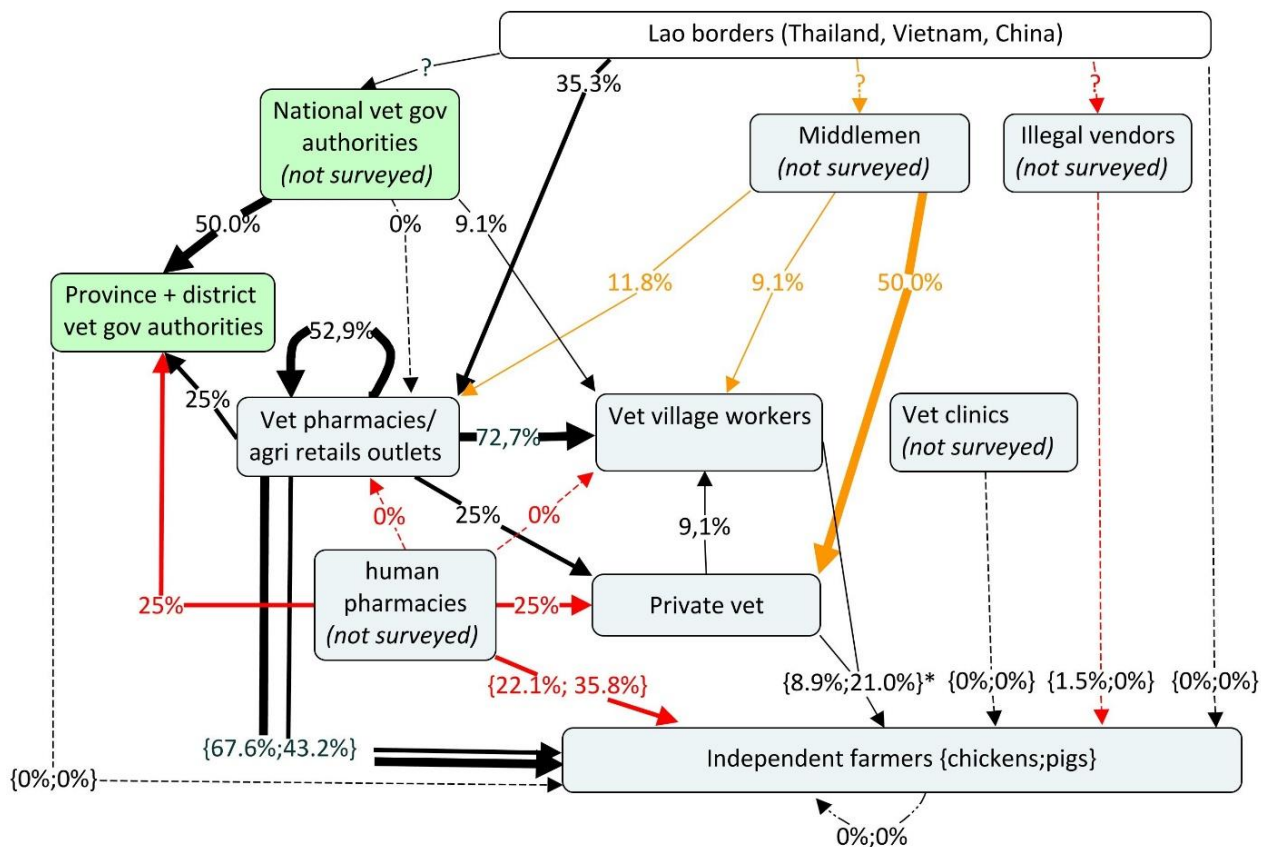 Lao borders (Thailand, Vietnam, China)
?
35.3%
?
?
National vet gov
authorities
(not surveyed)
Middlemen
(not surveyed)
Illegal vendors
(not surveyed)
50.0%
0%
9.1%
11.8%
9.1%
50.0%
Province + district
vet gov authorities
52,9%
25%
Vet pharmacies/
agri retails outlets
72,7%
Vet village workers
Vet clinics
(not surveyed)
0%
25%
0%
9,1%
human
pharmacies
(not surveyed)
25%
25%
Private vet
{22.1%; 35.8%}
{8.9%;21.0%}*
{0%;0%}
{1.5%;0%}
{0%;0%}
{67.6%;43.2%}
Independent farmers {chickens;pigs}
{0%;0%}
0%;0%